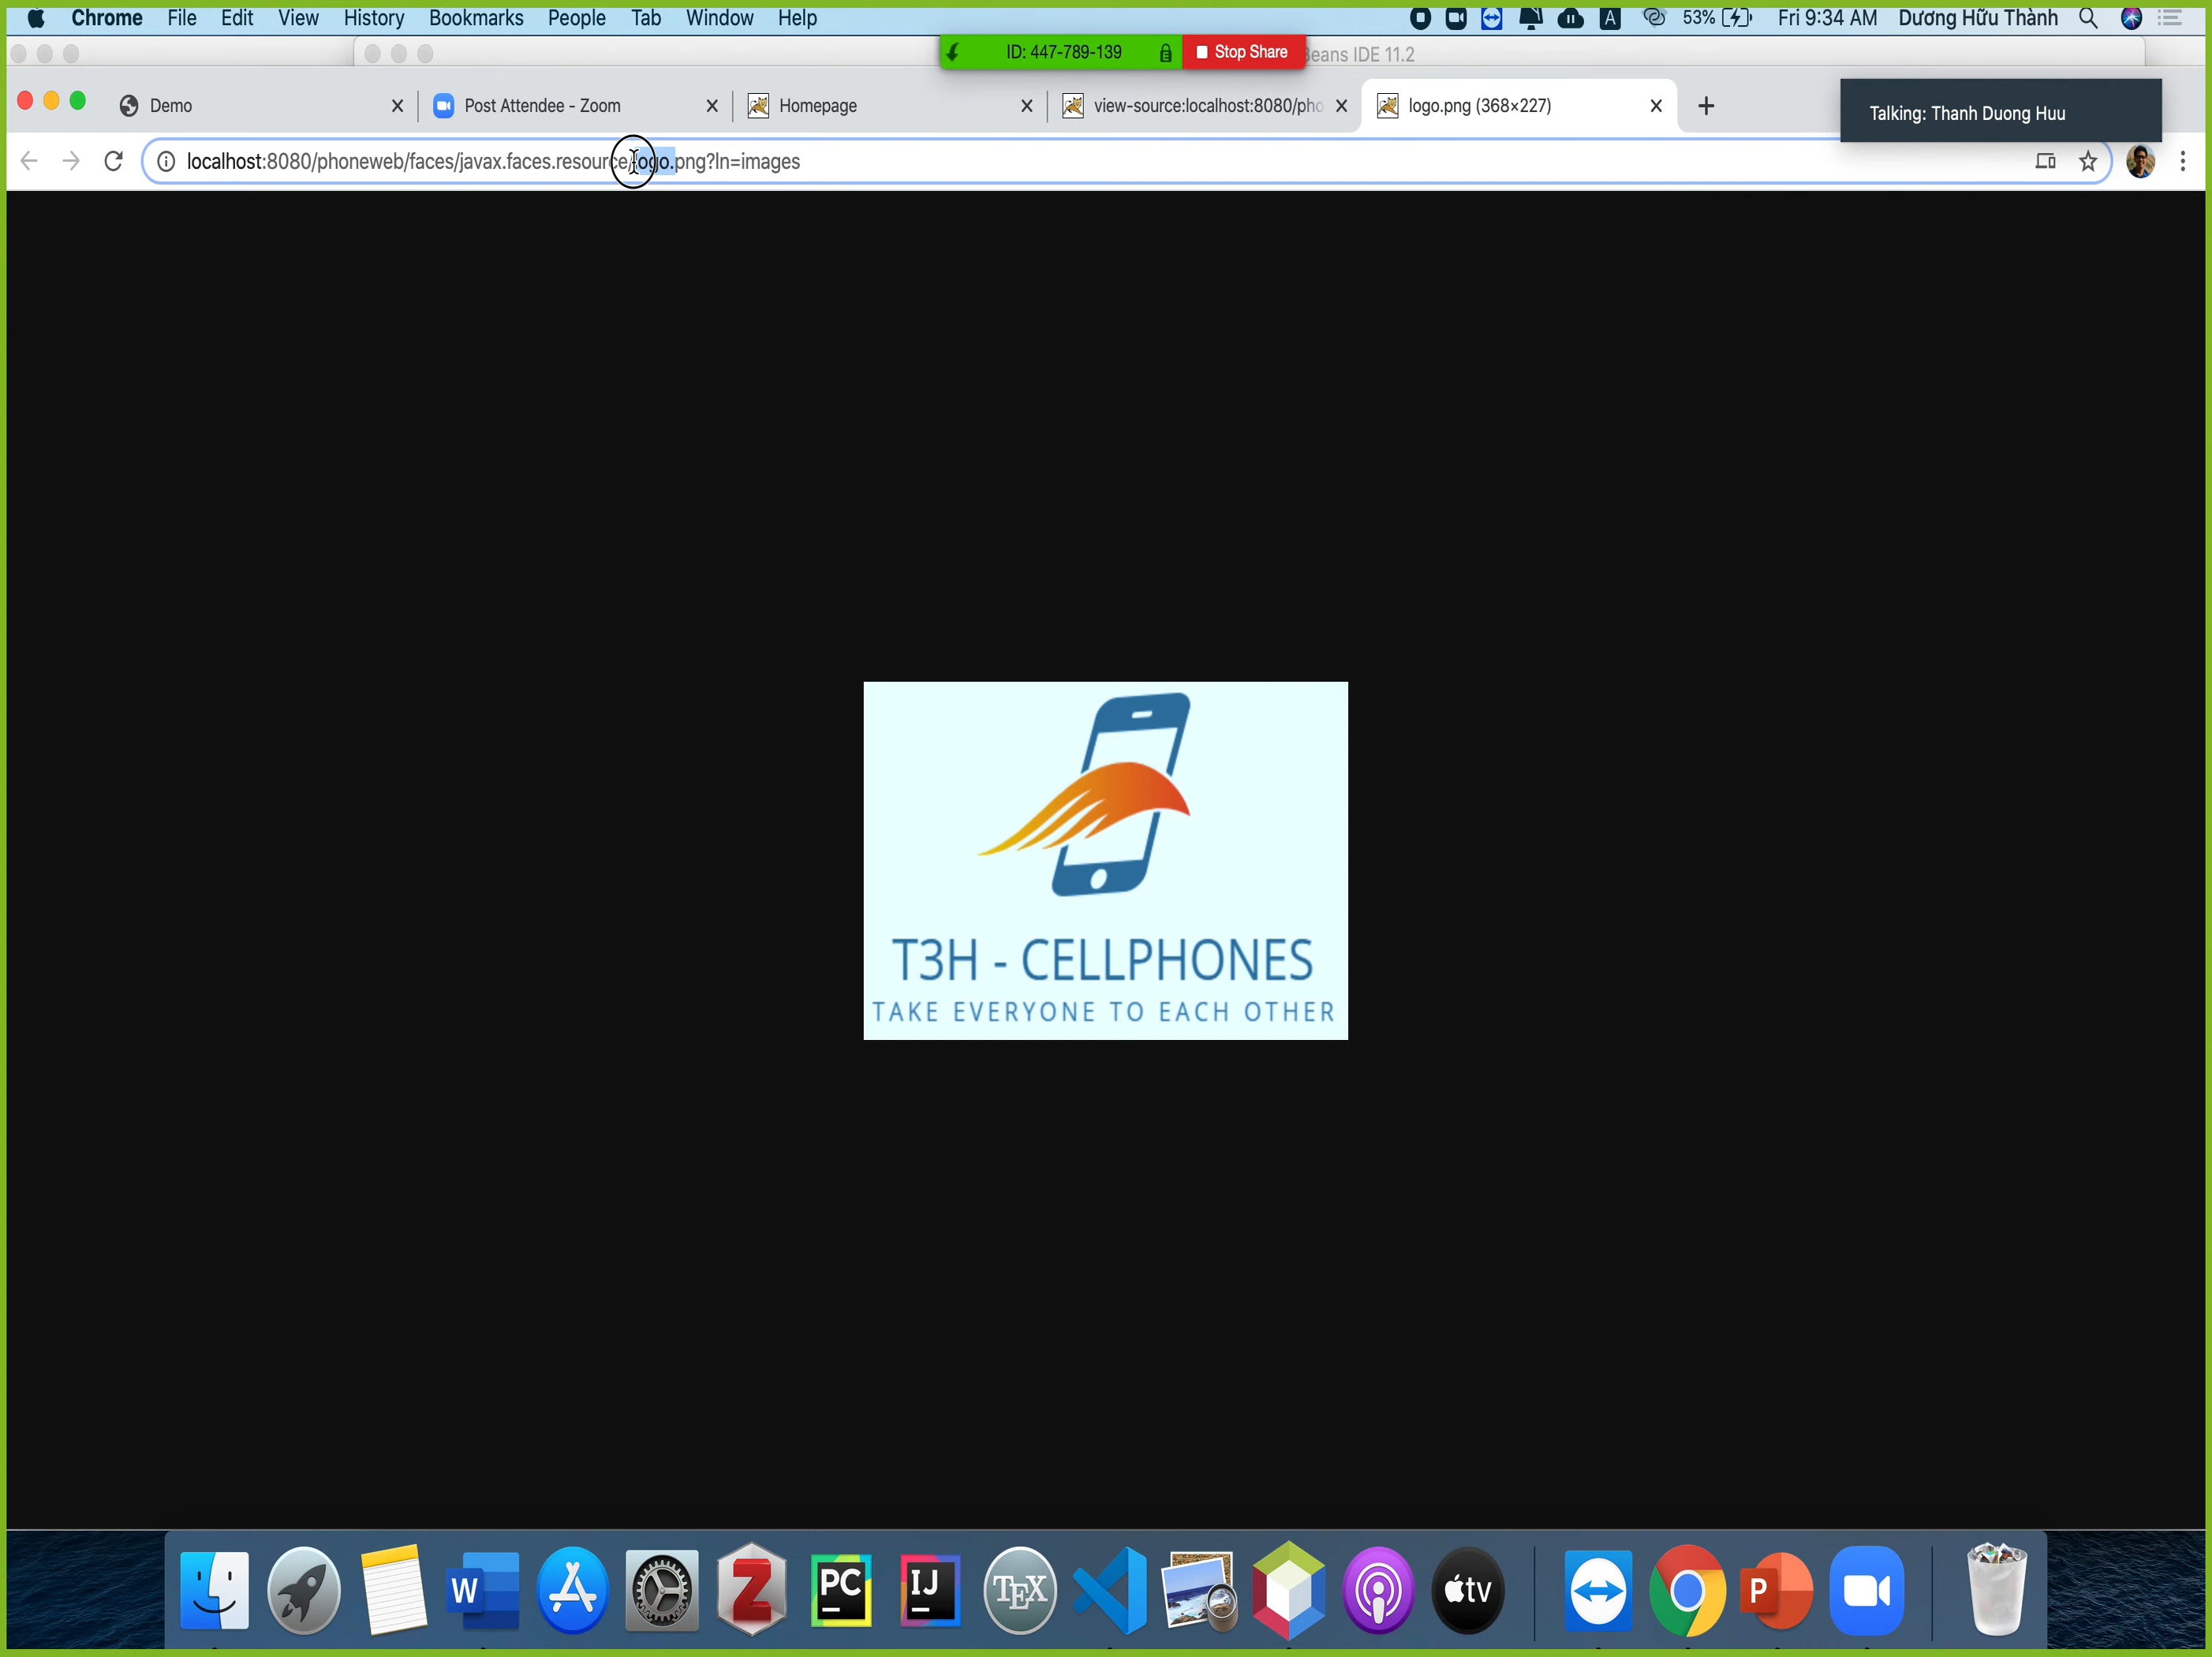 Chrome File Edit View History Bookmarks People Tab Window Help
A 53% Fri 9:34 AM Dương Hữu Thành
ID: 447-789-139 Stop Share Beans IDE 11.2
Demo Post Attendee - Zoom Homepage view-source:localhost:8080/pho logo.png (368×227)
Talking: Thanh Duong Huu
localhost:8080/phoneweb/faces/javax.faces.resource/logo.png?ln=images
T3H - CELLPHONES
TAKE EVERYONE TO EACH OTHER
W Z PC IJ TEX tv P